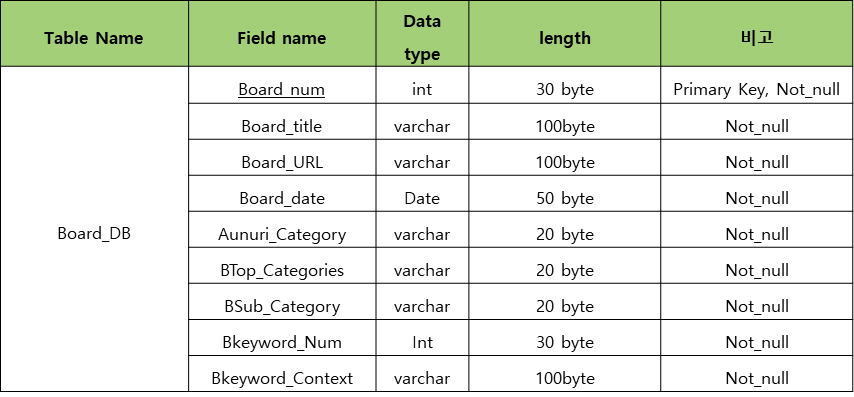 Table Name Field name Data type length 비고
Board_DB
Board_num int 30 byte Primary Key, Not_null
Board_title varchar 100byte Not_null
Board_URL varchar 100byte Not_null
Board_date Date 50 byte Not_null
Aunuri_Category varchar 20 byte Not_null
BTop_Categories varchar 20 byte Not_null
BSub_Category varchar 20 byte Not_null
Bkeyword_Num Int 30 byte Not_null
Bkeyword_Context varchar 100byte Not_null